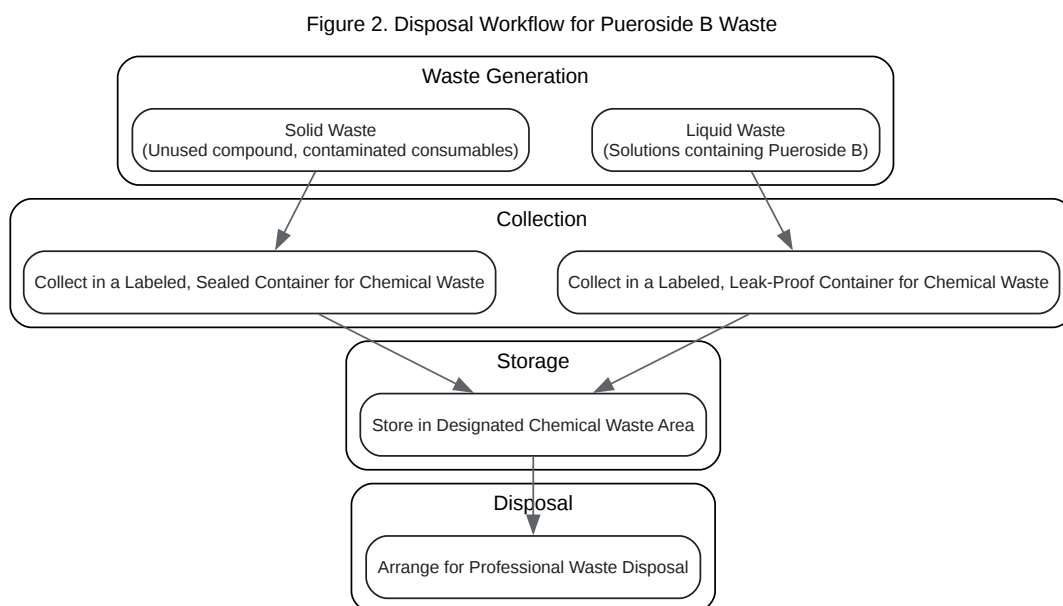 Figure 2. Disposal Workflow for Pueroside B Waste
Waste Generation
Solid Waste
(Unused compound, contaminated consumables)
Liquid Waste
(Solutions containing Pueroside B)
Collection
Collect in a Labeled, Sealed Container for Chemical Waste
Collect in a Labeled, Leak-Proof Container for Chemical Waste
Storage
Store in Designated Chemical Waste Area
Disposal
Arrange for Professional Waste Disposal